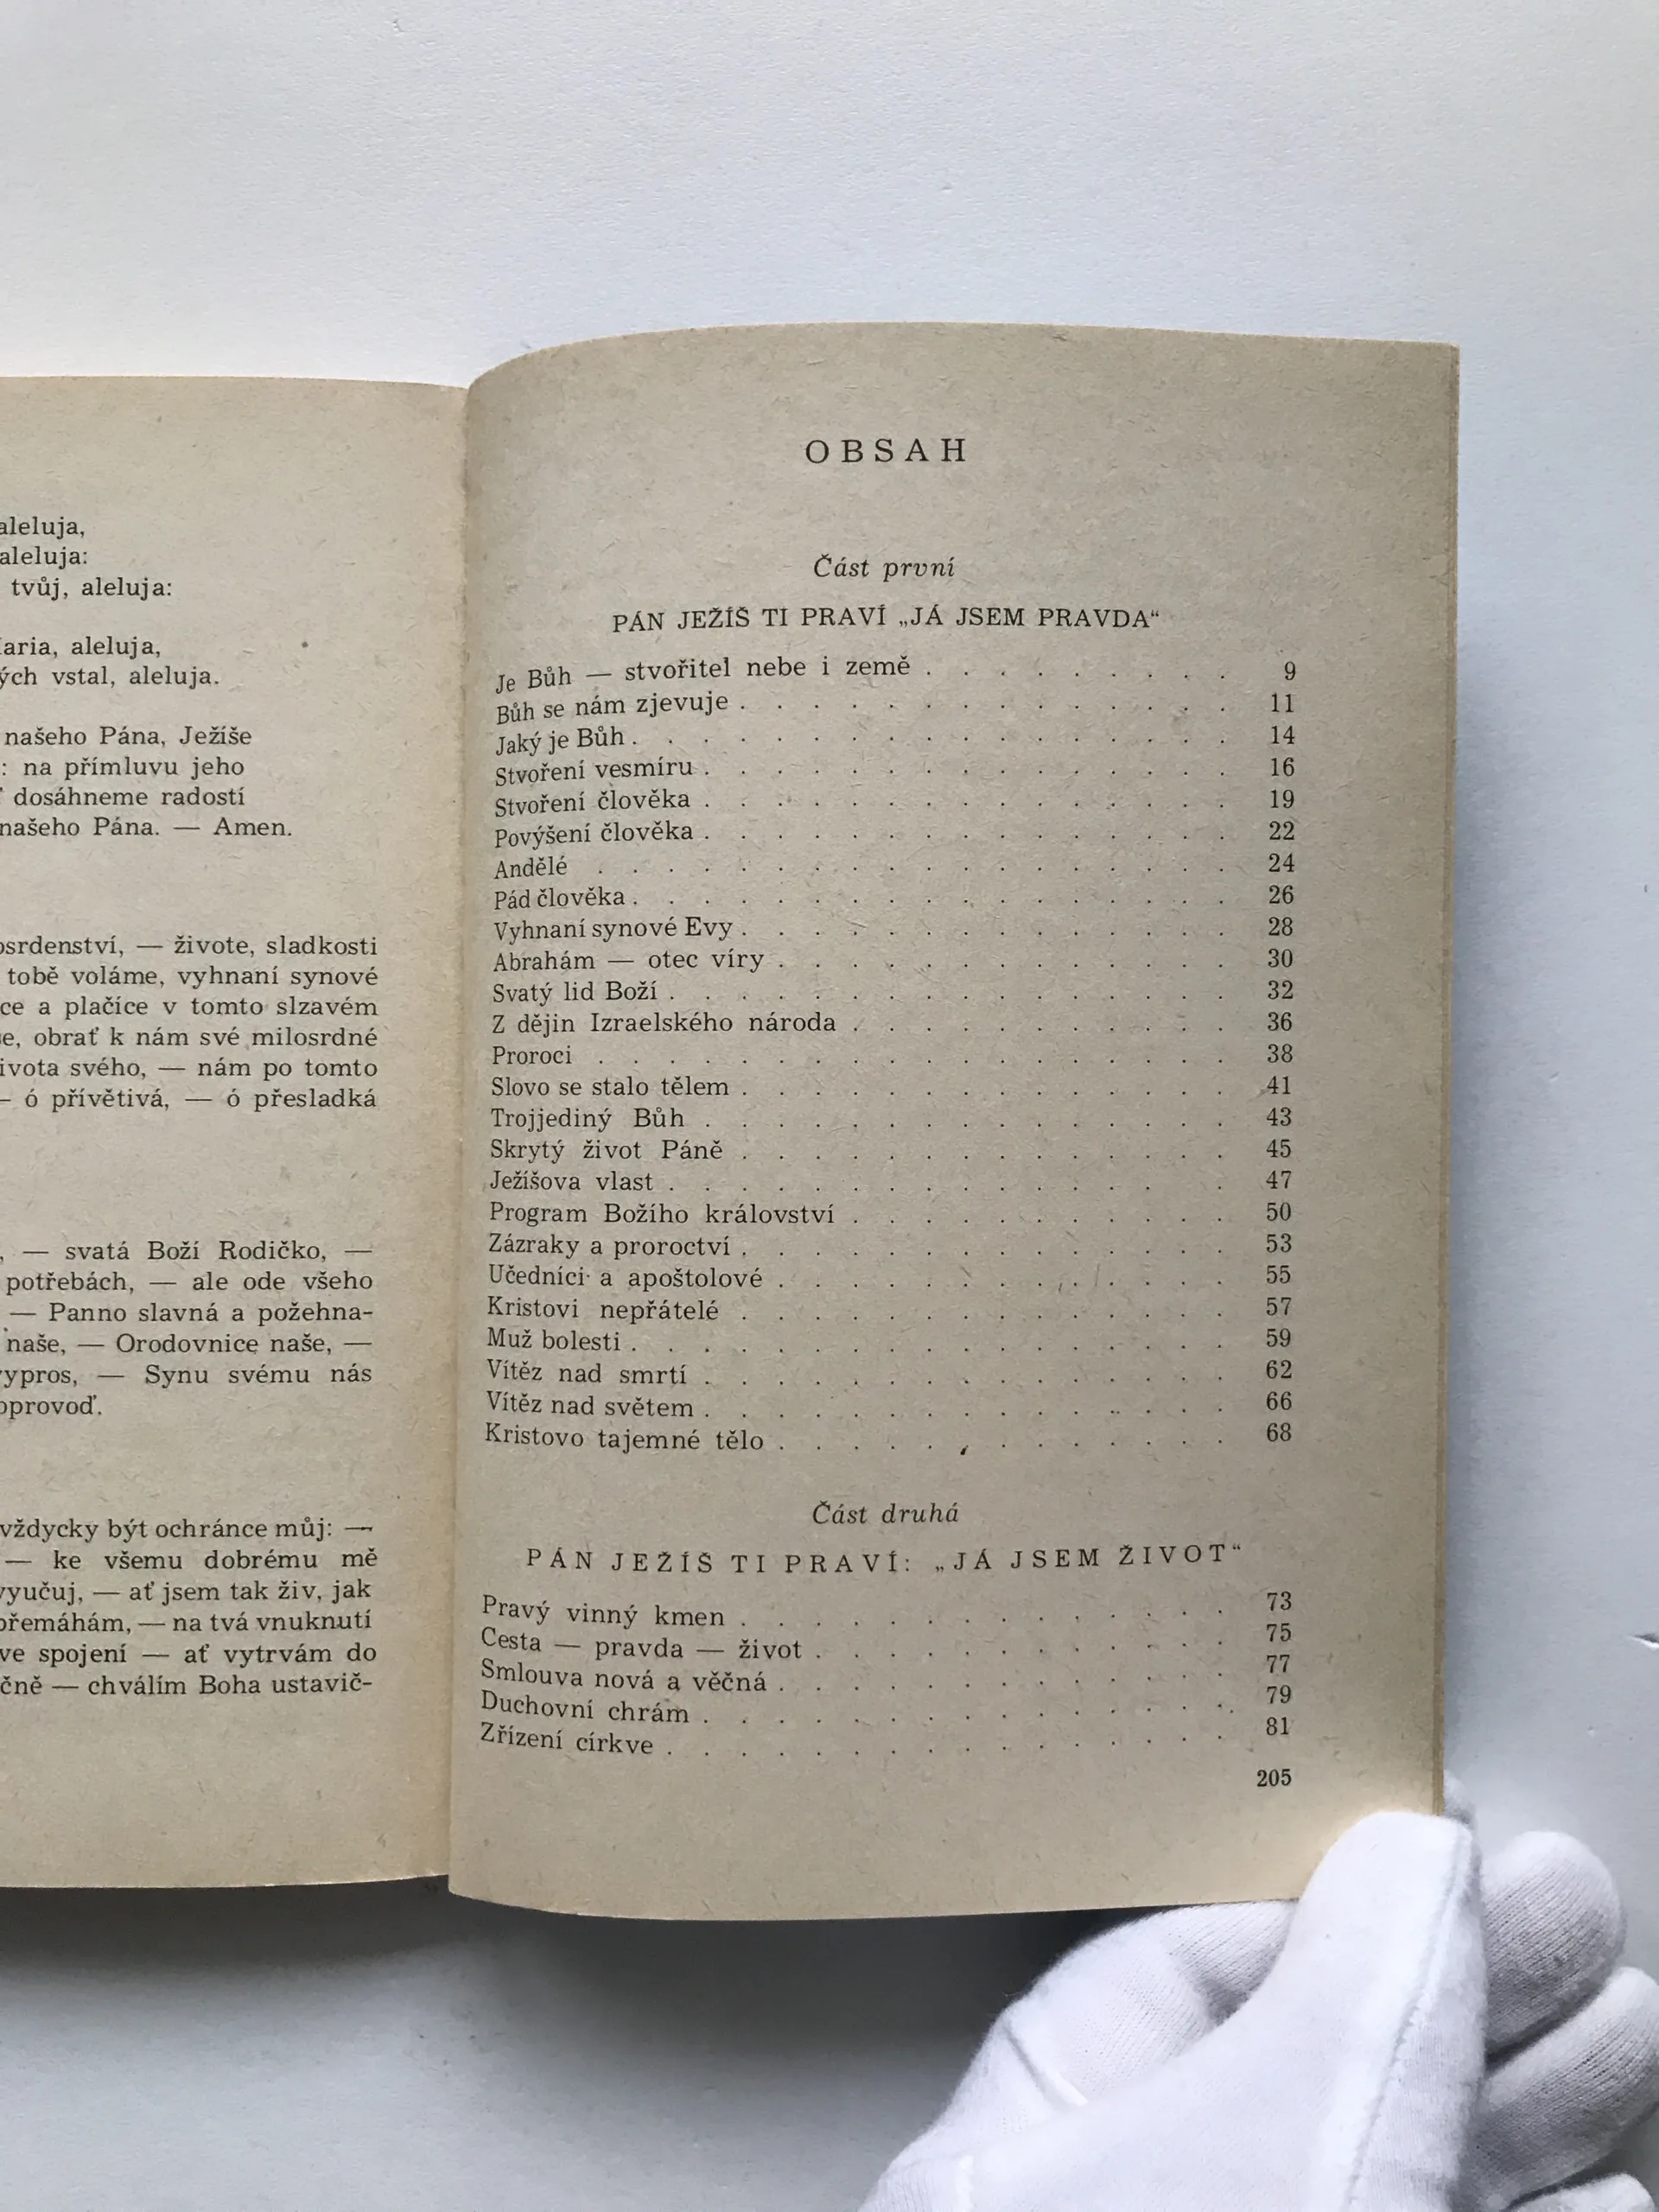 aleluja,
aleluja:
tvůj, aleluja:
aria, aleluja,
ých vstal, aleluja.
našeho Pána, Ježíše
: na přímluvu jeho
dosáhneme radostí
našeho Pána. — Amen.
osrdenství, — živote, sladkosti
tobě voláme, vyhnaní synové
ce a plačíce v tomto slzavém
e, obrať k nám své milosrdné
ivota svého, — nám po tomto
— ó přívětivá, — ó přesladká
, — svatá Boží Rodičko, —
potřebách, — ale ode všeho
— Panno slavná a požehna-
naše, — Orodovnice naše, —
vypros, — Synu svému nás
oprovoď.
vždycky být ochránce můj: —
— ke všemu dobrému mě
vyučuj, — ať jsem tak živ, jak
přemáhám, — na tvá vnuknutí
ve spojení — ať vytrvám do
čně — chválím Boha ustavič-
OBSAH
Část první
PÁN JEŽÍŠ TI PRAVÍ „JÁ JSEM PRAVDA“
Je Bůh — stvořitel nebe i země . . . . . . . . . 9
Bůh se nám zjevuje . . . . . . . . . . . . . . 11
Jaký je Bůh . . . . . . . . . . . . . . . . . 14
Stvoření vesmíru . . . . . . . . . . . . . . . 16
Stvoření člověka . . . . . . . . . . . . . . . 19
Povýšení člověka . . . . . . . . . . . . . . . 22
Andělé . . . . . . . . . . . . . . . . . . 24
Pád člověka . . . . . . . . . . . . . . . . . 26
Vyhnaní synové Evy . . . . . . . . . . . . . . 28
Abrahám — otec víry . . . . . . . . . . . . . 30
Svatý lid Boží . . . . . . . . . . . . . . . . 32
Z dějin Izraelského národa . . . . . . . . . . . 36
Proroci . . . . . . . . . . . . . . . . . . 38
Slovo se stalo tělem . . . . . . . . . . . . . . 41
Trojjediný Bůh . . . . . . . . . . . . . . . 43
Skrytý život Páně . . . . . . . . . . . . . . 45
Ježíšova vlast . . . . . . . . . . . . . . . 47
Program Božího království . . . . . . . . . . . 50
Zázraky a proroctví . . . . . . . . . . . . . . 53
Učedníci a apoštolové . . . . . . . . . . . . . 55
Kristovi nepřátelé . . . . . . . . . . . . . . 57
Muž bolesti . . . . . . . . . . . . . . . . . 59
Vítěz nad smrtí . . . . . . . . . . . . . . . 62
Vítěz nad světem . . . . . . . . . . . . . . . 66
Kristovo tajemné tělo . . . . . . . . . . . . . 68
Část druhá
PÁN JEŽÍŠ TI PRAVÍ: „JÁ JSEM ŽIVOT“
Pravý vinný kmen . . . . . . . . . . . . . . 73
Cesta — pravda — život . . . . . . . . . . . . 75
Smlouva nová a věčná . . . . . . . . . . . . . 77
Duchovní chrám . . . . . . . . . . . . . . . 79
Zřízení církve . . . . . . . . . . . . . . . . 81
205